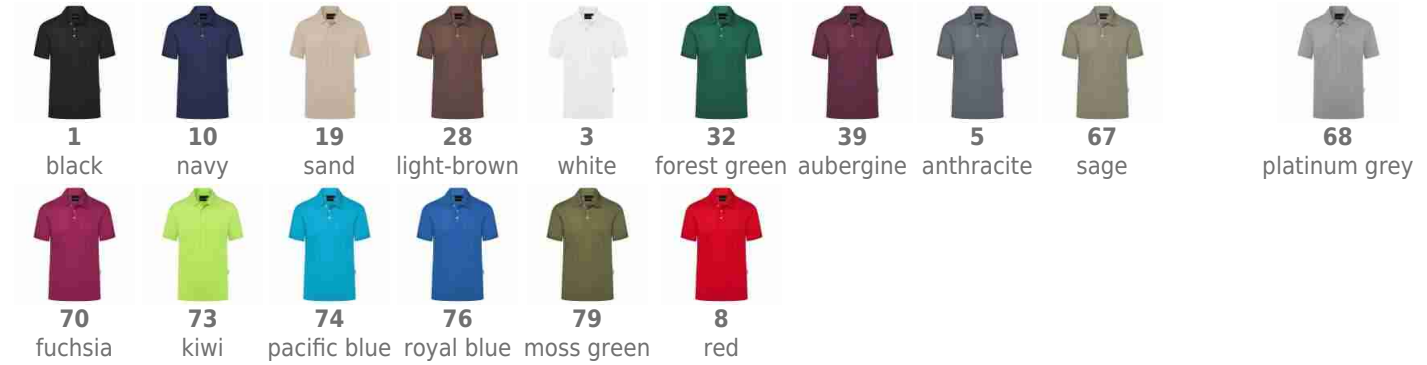 1 10 19 28 3 32 39 5 67 68
black navy sand light-brown white forest green aubergine anthracite sage platinum grey
70 73 74 76 79 8
fuchsia kiwi pacific blue royal blue moss green red